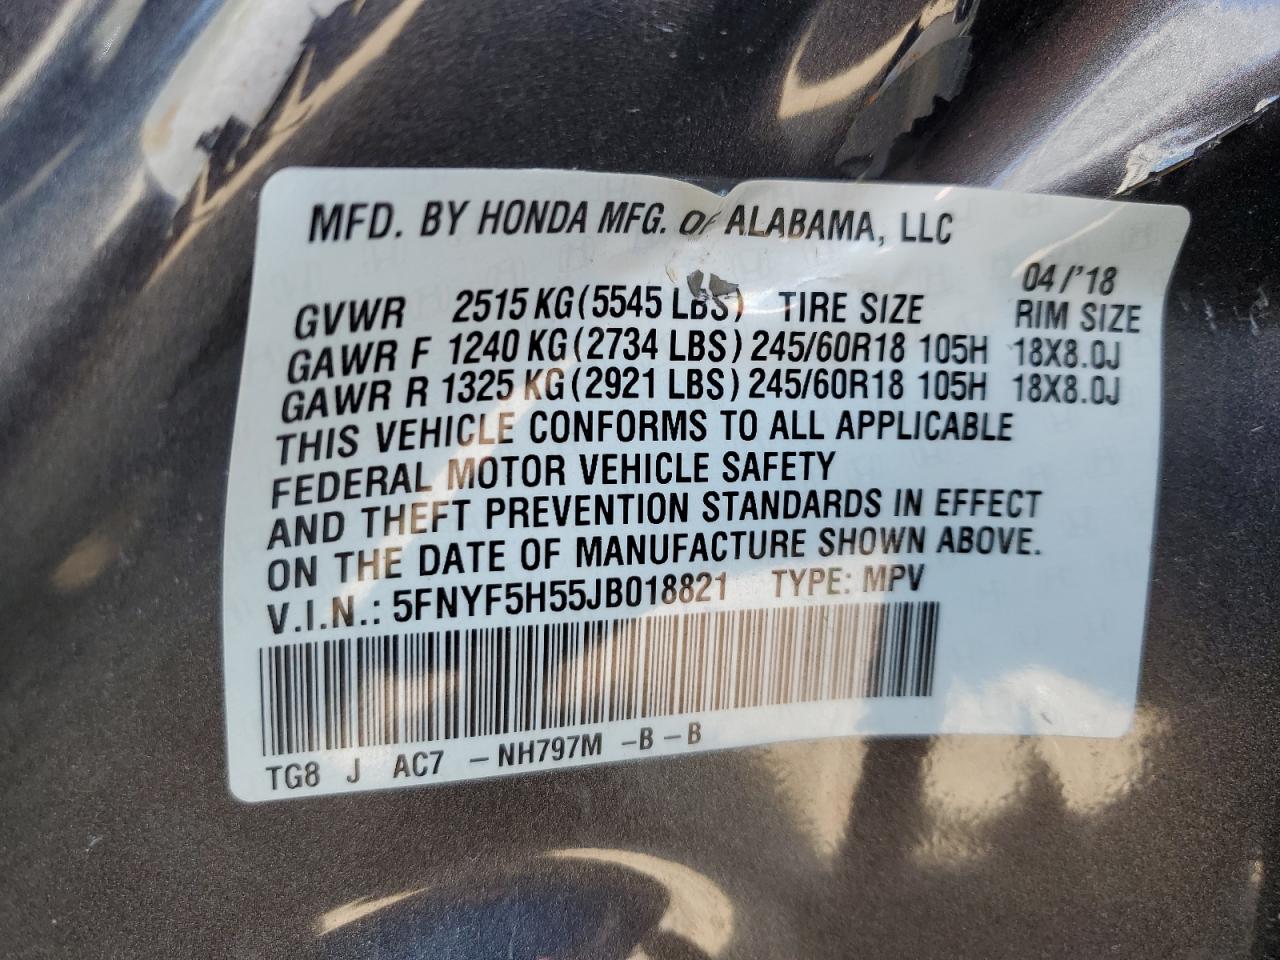 MFD. BY HONDA MFG. OF ALABAMA, LLC
04/'18
GVWR 2515 KG(5545 LBS) TIRE SIZE RIM SIZE
GAWR F 1240 KG(2734 LBS) 245/60R18 105H 18X8.0J
GAWR R 1325 KG(2921 LBS) 245/60R18 105H 18X8.0J
THIS VEHICLE CONFORMS TO ALL APPLICABLE
FEDERAL MOTOR VEHICLE SAFETY
AND THEFT PREVENTION STANDARDS IN EFFECT
ON THE DATE OF MANUFACTURE SHOWN ABOVE.
V.I.N.: 5FNYF5H55JB018821 TYPE: MPV
TG8 J AC7 -NH797M -B-B